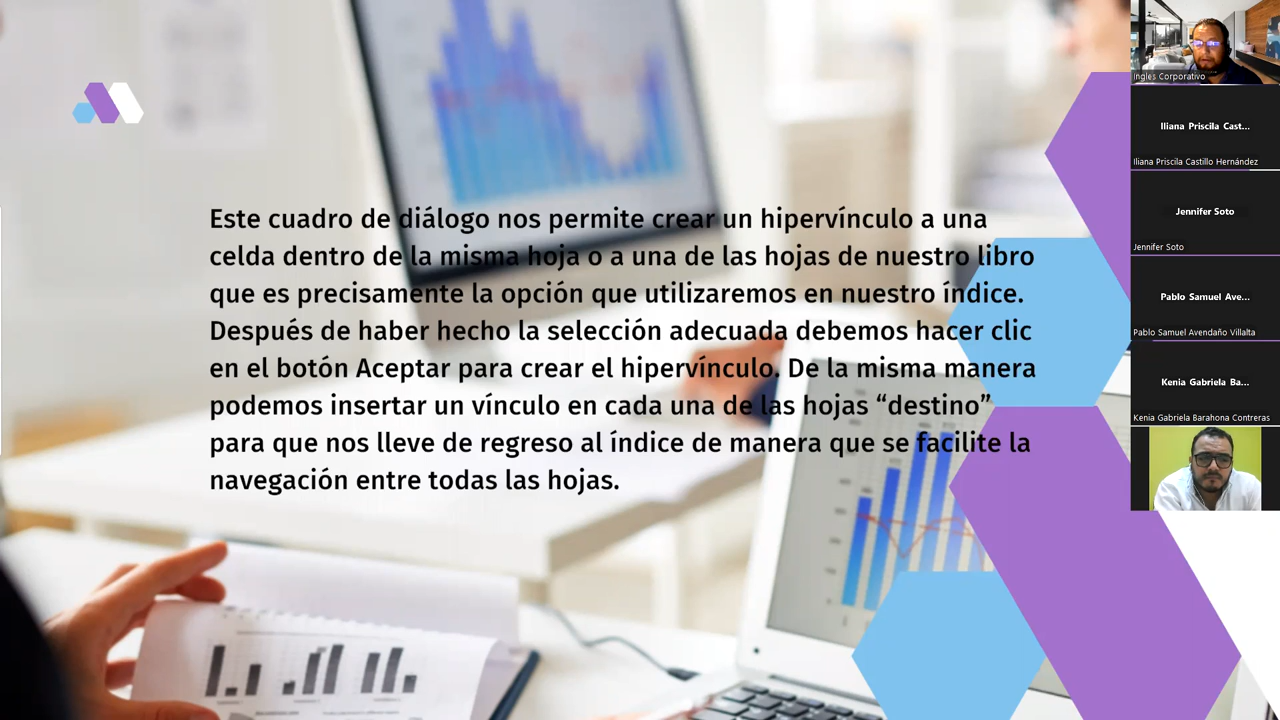 Este cuadro de diálogo nos permite crear un hipervínculo a una
celda dentro de la misma hoja o a una de las hojas de nuestro libro
que es precisamente la opción que utilizaremos en nuestro índice.
Después de haber hecho la selección adecuada debemos hacer clic
en el botón Aceptar para crear el hipervínculo. De la misma manera
podemos insertar un vínculo en cada una de las hojas “destino”
para que nos lleve de regreso al índice de manera que se facilite la
navegación entre todas las hojas.
Ingles Corporativo
Iliana Priscila Cast...
Iliana Priscila Castillo Hernández
Jennifer Soto
Jennifer Soto
Pablo Samuel Ave...
Pablo Samuel Avendaño Villalta
Kenia Gabriela Ba...
Kenia Gabriela Barahona Contreras